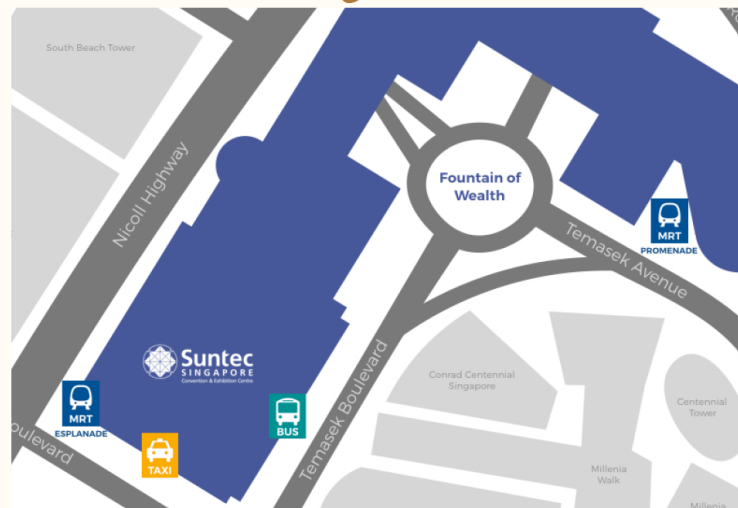 South Beach Tower
Nicoll Highway
Fountain of
Wealth
MRT
PROMENADE
Temasek Avenue
Suntec
SINGAPORE
Convention & Exhibition Centre
MRT
ESPLANADE
TAXI
BUS
Temasek Boulevard
Conrad Centennial
Singapore
Centennial
Tower
Millenia
Walk
Millenia